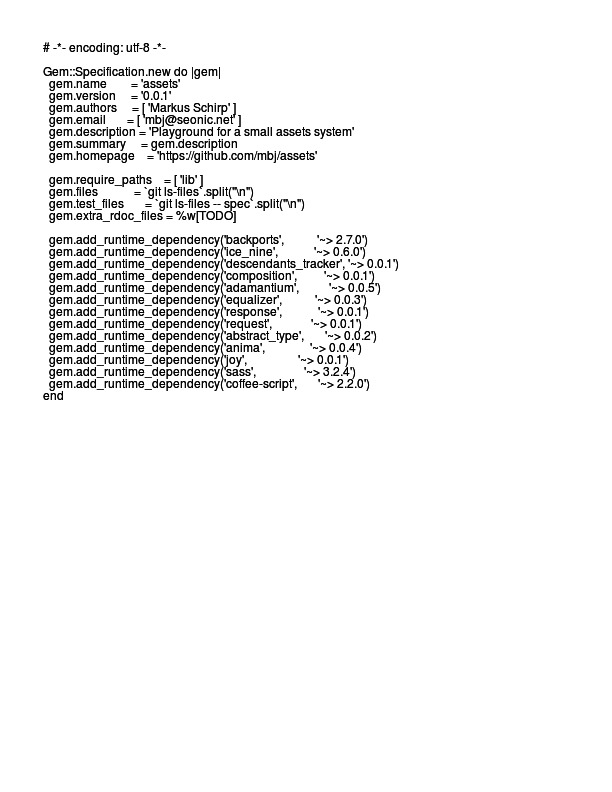 # -*- encoding: utf-8 -*-

Gem::Specification.new do |gem|
  gem.name        = 'assets'
  gem.version     = '0.0.1'
  gem.authors     = [ 'Markus Schirp' ]
  gem.email       = [ 'mbj@seonic.net' ]
  gem.description = 'Playground for a small assets system'
  gem.summary     = gem.description
  gem.homepage    = 'https://github.com/mbj/assets'

  gem.require_paths    = [ 'lib' ]
  gem.files            = `git ls-files`.split("\n")
  gem.test_files       = `git ls-files -- spec`.split("\n")
  gem.extra_rdoc_files = %w[TODO]

  gem.add_runtime_dependency('backports',           '~> 2.7.0')
  gem.add_runtime_dependency('ice_nine',            '~> 0.6.0')
  gem.add_runtime_dependency('descendants_tracker', '~> 0.0.1')
  gem.add_runtime_dependency('composition',         '~> 0.0.1')
  gem.add_runtime_dependency('adamantium',          '~> 0.0.5')
  gem.add_runtime_dependency('equalizer',           '~> 0.0.3')
  gem.add_runtime_dependency('response',            '~> 0.0.1')
  gem.add_runtime_dependency('request',             '~> 0.0.1')
  gem.add_runtime_dependency('abstract_type',       '~> 0.0.2')
  gem.add_runtime_dependency('anima',               '~> 0.0.4')
  gem.add_runtime_dependency('joy',                 '~> 0.0.1')
  gem.add_runtime_dependency('sass',                '~> 3.2.4')
  gem.add_runtime_dependency('coffee-script',       '~> 2.2.0')
end